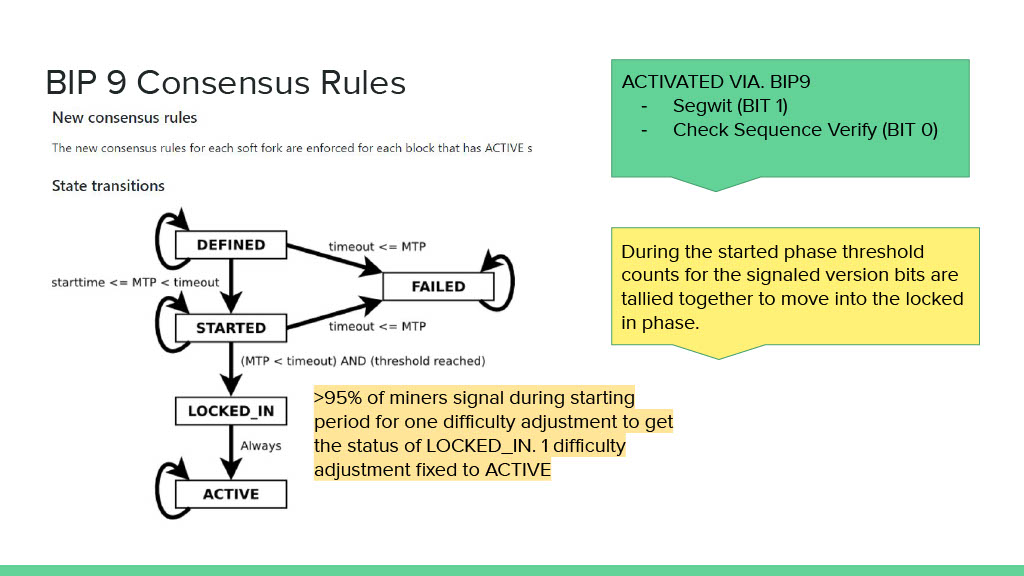 BIP 9 Consensus Rules
New consensus rules
The new consensus rules for each soft fork are enforced for each block that has ACTIVE s
State transitions
DEFINED
timeout <= MTP
starttime <= MTP < timeout
FAILED
STARTED
timeout <= MTP
(MTP < timeout) AND (threshold reached)
LOCKED_IN
Always
ACTIVE
>95% of miners signal during starting
period for one difficulty adjustment to get
the status of LOCKED_IN. 1 difficulty
adjustment fixed to ACTIVE
ACTIVATED VIA. BIP9
- Segwit (BIT 1)
- Check Sequence Verify (BIT 0)
During the started phase threshold
counts for the signaled version bits are
tallied together to move into the locked
in phase.